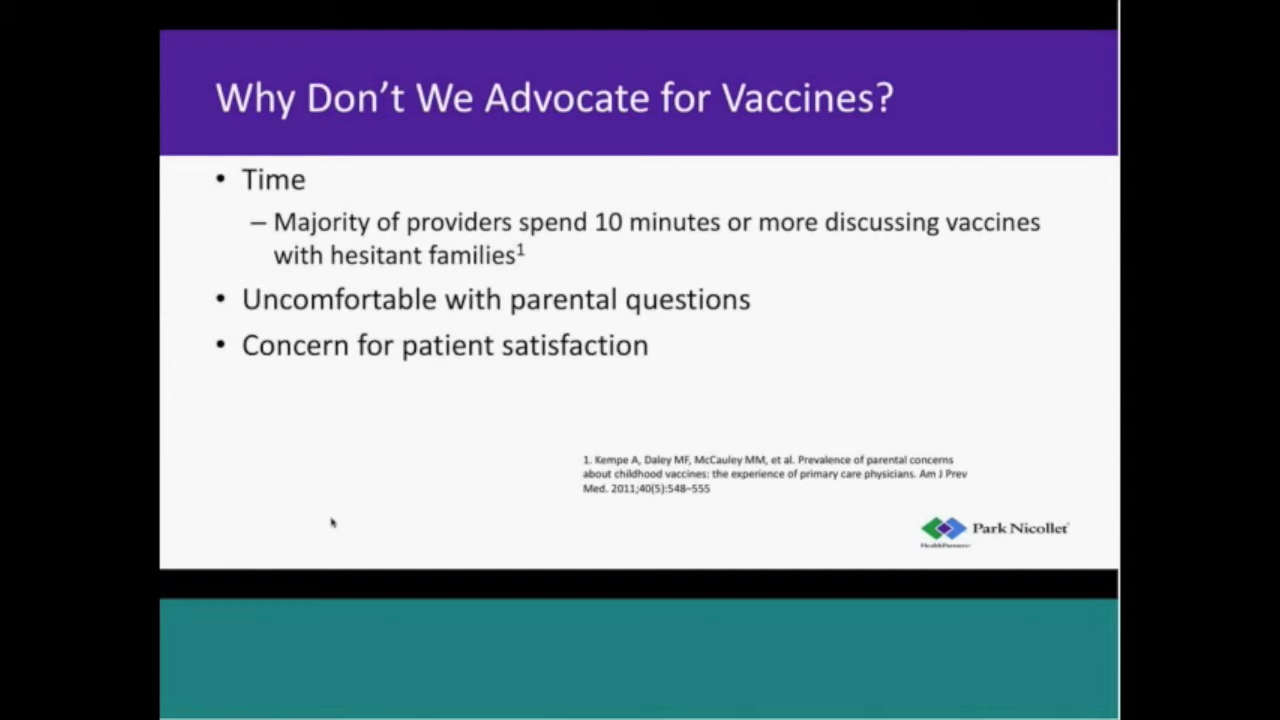 Why Don't We Advocate for Vaccines?
• Time
– Majority of providers spend 10 minutes or more discussing vaccines
with hesitant families¹
• Uncomfortable with parental questions
• Concern for patient satisfaction
1. Kempe A, Daley MF, McCauley MM, et al. Prevalence of parental concerns
about childhood vaccines: the experience of primary care physicians. Am J Prev
Med. 2011;40(5):548–555
Park Nicollet
HealthPartners